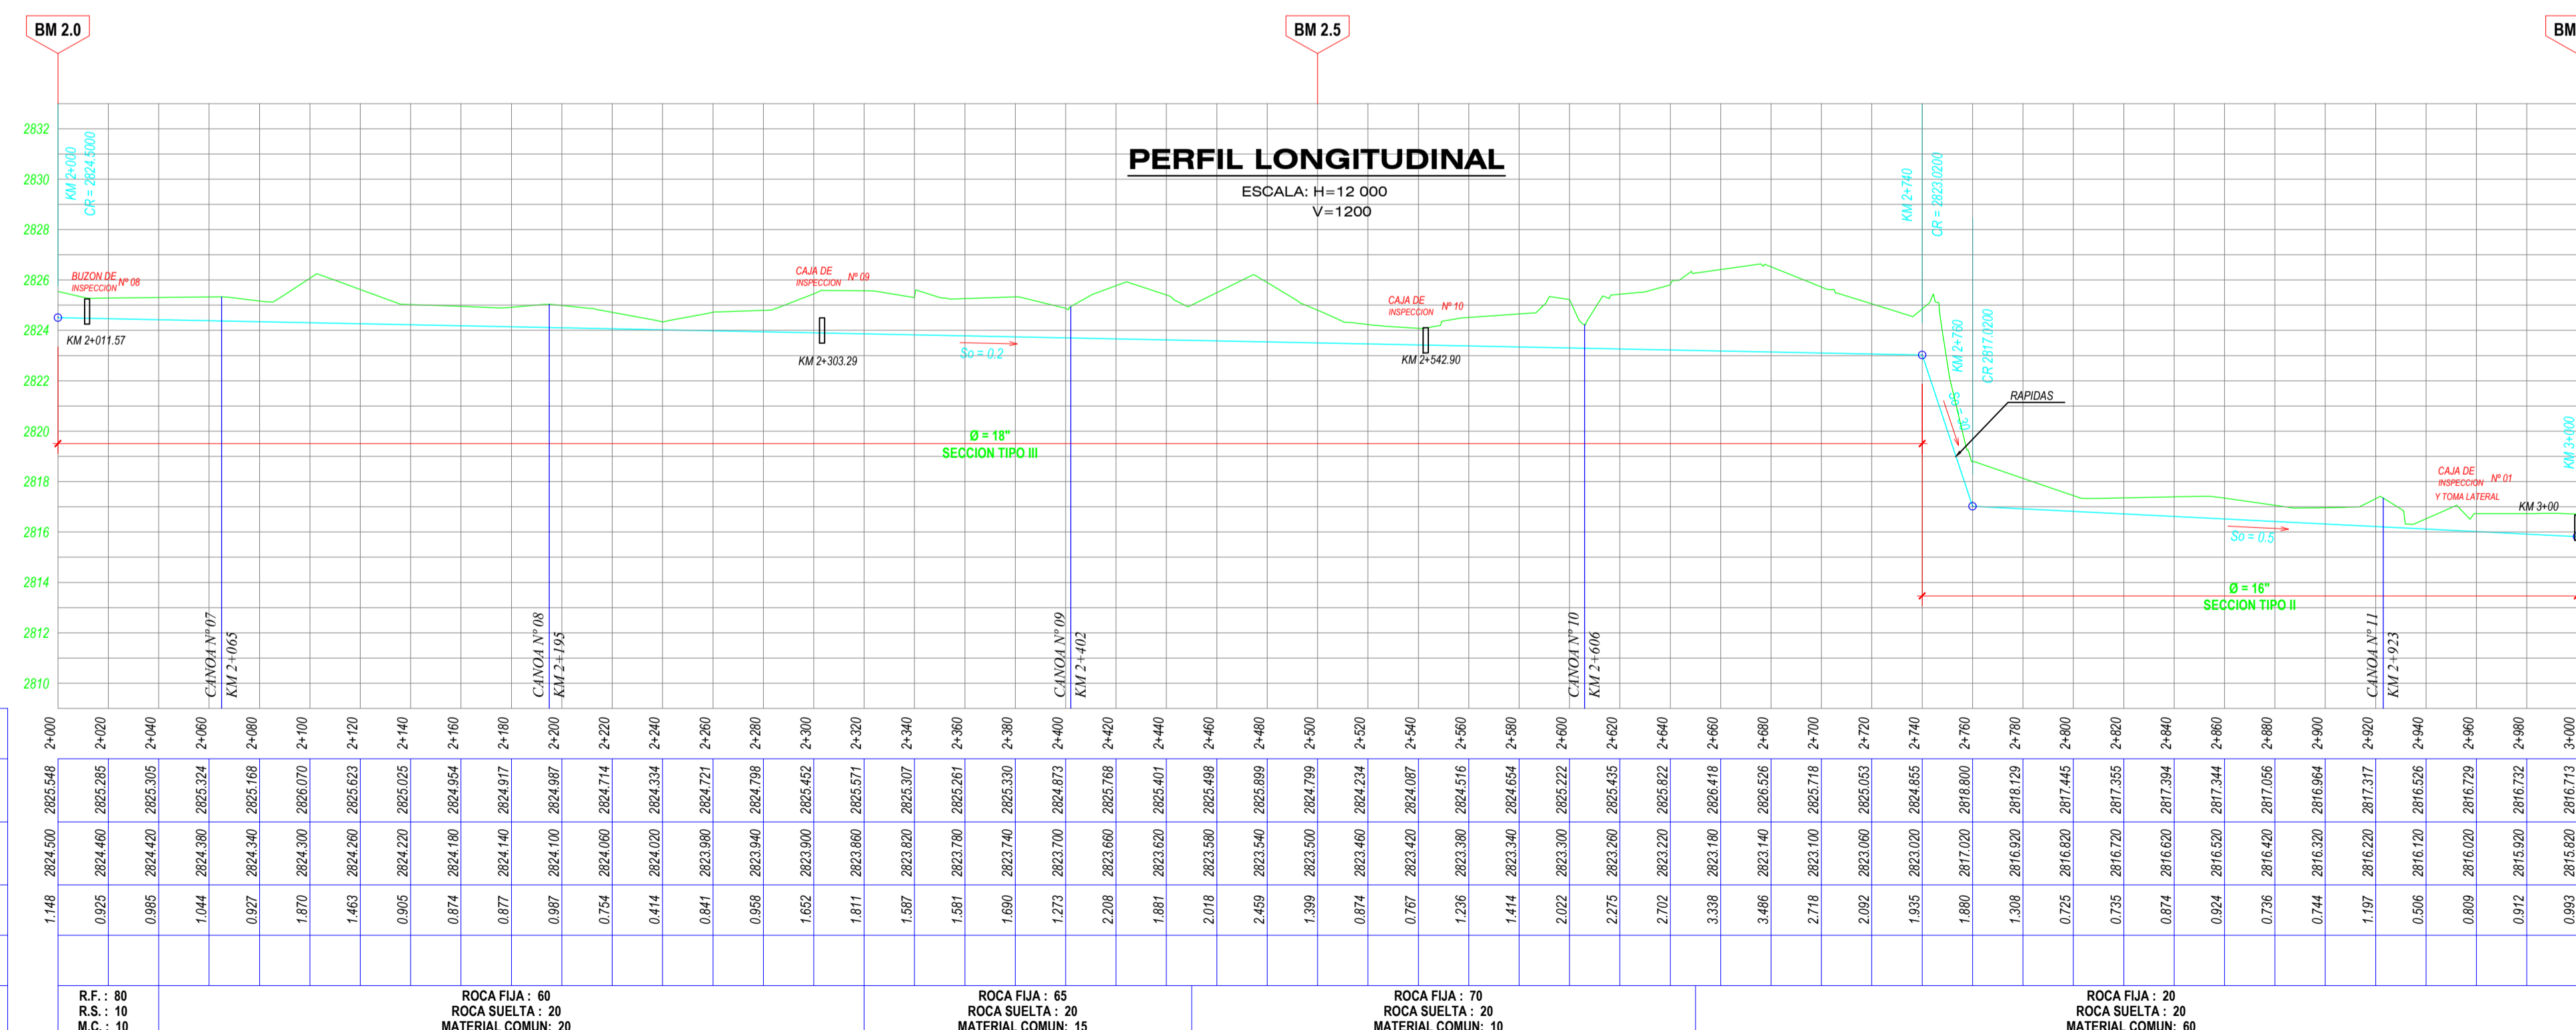 BM 2.0
BM 2.5
BM
PERFIL LONGITUDINAL
ESCALA: H=12 000
V=1200
2832
2830
2828
2826
2824
2822
2820
2818
2816
2814
2812
2810
KM 2+000
CR = 2824.5000
BUZON DE
INSPECCION
Nº 08
KM 2+011.57
CAJA DE
INSPECCION
Nº 09
KM 2+303.29
So = 0.2
CAJA DE
INSPECCION
Nº 10
KM 2+542.90
KM 2+740
CR = 2823.0200
KM 2+760
CR 2817.0200
So = 30
RAPIDAS
Ø = 18"
SECCION TIPO III
So = 0.5
Ø = 16"
SECCION TIPO II
CAJA DE
INSPECCION
Nº 01
Y TOMA LATERAL
KM 3+00
KM 3+000
CANOA Nº 07
KM 2+065
CANOA Nº 08
KM 2+195
CANOA Nº 09
KM 2+402
CANOA Nº 10
KM 2+606
CANOA Nº 11
KM 2+923
2+000 2+020 2+040 2+060 2+080 2+100 2+120 2+140 2+160 2+180 2+200 2+220 2+240 2+260 2+280 2+300 2+320 2+340 2+360 2+380 2+400 2+420 2+440 2+460 2+480 2+500 2+520 2+540 2+560 2+580 2+600 2+620 2+640 2+660 2+680 2+700 2+720 2+740 2+760 2+780 2+800 2+820 2+840 2+860 2+880 2+900 2+920 2+940 2+960 2+980 3+000
2825.548 2825.285 2825.305 2825.324 2825.168 2826.070 2825.623 2825.025 2824.954 2824.917 2824.987 2824.714 2824.334 2824.721 2824.798 2825.452 2825.571 2825.307 2825.261 2825.330 2824.873 2825.768 2825.401 2825.498 2825.899 2824.799 2824.234 2824.087 2824.516 2824.654 2825.222 2825.435 2825.822 2826.418 2826.526 2825.718 2825.053 2824.855 2818.800 2818.129 2817.445 2817.355 2817.394 2817.344 2817.056 2816.964 2817.317 2816.526 2816.729 2816.732 2816.713
2824.500 2824.460 2824.420 2824.380 2824.340 2824.300 2824.260 2824.220 2824.180 2824.140 2824.100 2824.060 2824.020 2823.980 2823.940 2823.900 2823.860 2823.820 2823.780 2823.740 2823.700 2823.660 2823.620 2823.580 2823.540 2823.500 2823.460 2823.420 2823.380 2823.340 2823.300 2823.260 2823.220 2823.180 2823.140 2823.100 2823.060 2823.020 2817.020 2816.920 2816.820 2816.720 2816.620 2816.520 2816.420 2816.320 2816.220 2816.120 2816.020 2815.920 2815.820
1.148 0.925 0.985 1.044 0.927 1.870 1.463 0.905 0.874 0.877 0.987 0.754 0.414 0.841 0.958 1.652 1.811 1.587 1.581 1.690 1.273 2.208 1.881 2.018 2.459 1.399 0.874 0.767 1.236 1.414 2.022 2.275 2.702 3.338 3.486 2.718 2.092 1.935 1.880 1.308 0.725 0.735 0.874 0.924 0.736 0.744 1.197 0.506 0.809 0.912 0.993
R.F. : 80
R.S. : 10
M.C. : 10
ROCA FIJA : 60
ROCA SUELTA : 20
MATERIAL COMUN: 20
ROCA FIJA : 65
ROCA SUELTA : 20
MATERIAL COMUN: 15
ROCA FIJA : 70
ROCA SUELTA : 20
MATERIAL COMUN: 10
ROCA FIJA : 20
ROCA SUELTA : 20
MATERIAL COMUN: 60